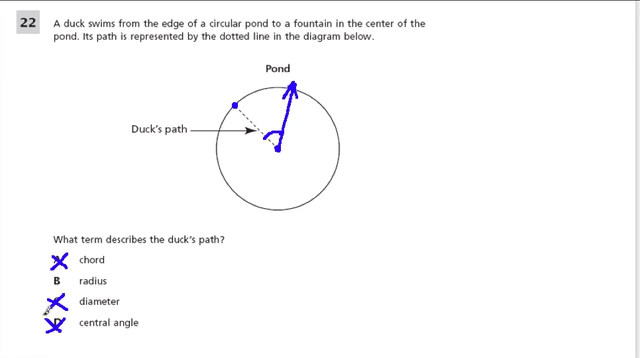 22 A duck swims from the edge of a circular pond to a fountain in the center of the
pond. Its path is represented by the dotted line in the diagram below.
Pond
Duck's path
What term describes the duck's path?
chord
B radius
diameter
D central angle